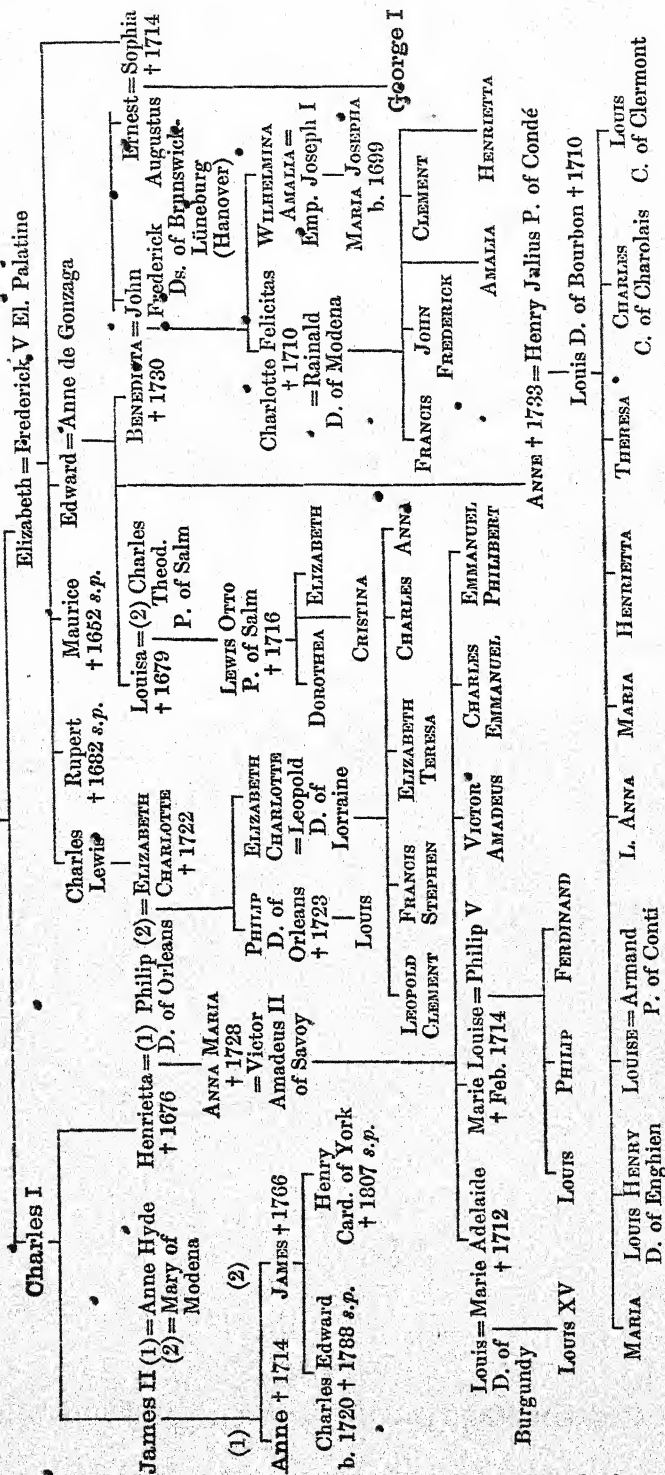 Elizabeth=Frederick V El. Palatine
Charles I
Charles
Lewis
Rupert
†1682 s.p.
Maurice
†1652 s.p.
Edward=Anne de Gonzaga
James II (1)=Anne Hyde
(2)=Mary of
Modena
Henrietta=(1) Philip (2)=ELIZABETH
†1676
D. of Orleans
CHARLOTTE
†1722
Louisa=(2) Charles
†1679
Theod.
P. of Salm
BENEDICTA=John
†1730
Frederick
Ernest=Sophia
Augustus
†1714
Ds. of Brunswick-
Lüneburg
(Hanover)
(1)
(2)
Anne †1714
JAMES †1766
ANNA MARIA
†1728
=Victor
Amadeus II
of Savoy
PHILIP
D. of
Orleans
†1723
ELIZABETH
CHARLOTTE
=Leopold
D. of
Lorraine
LEWIS OTTO
P. of Salm
†1716
Charlotte Felicitas
†1710
=Rainald
D. of Modena
WILHELMINA
AMALIA=
Emp. Joseph I
George I
Charles Edward
b. 1720 †1788 s.p.
Henry
Card. of York
†1807 s.p.
LOUIS
DOROTHEA
ELIZABETH
CRISTINA
MARIA JOSEPHA
b. 1699
LEOPOLD
CLEMENT
FRANCIS
STEPHEN
ELIZABETH
TERESA
CHARLES
ANNA
FRANCIS
JOHN
FREDERICK
CLEMENT
AMALIA
HENRIETTA
Louis=Marie Adelaide
D. of
Burgundy
†1712
Marie Louise=Philip V
†Feb. 1714
VICTOR
AMADEUS
CHARLES
EMMANUEL
EMMANUEL
PHILIBERT
ANNE †1733=Henry Julius P. of Condé
LOUIS XV
LOUIS
PHILIP
FERDINAND
Louis D. of Bourbon †1710
MARIA
LOUIS HENRY
D. of Enghien
LOUISE=Armand
P. of Conti
L. ANNA
MARIA
HENRIETTA
THERESA
CHARLES
C. of Charolais
LOUIS
C. of Clermont